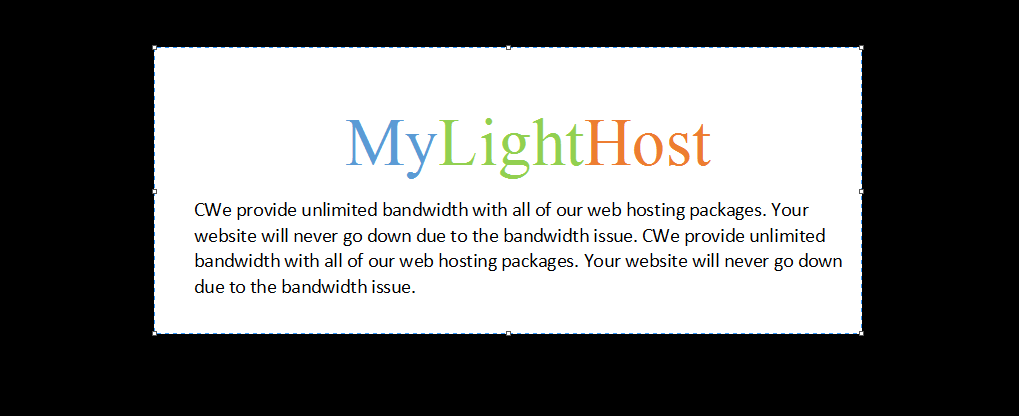 MyLightHost
CWe provide unlimited bandwidth with all of our web hosting packages. Your
website will never go down due to the bandwidth issue. CWe provide unlimited
bandwidth with all of our web hosting packages. Your website will never go down
due to the bandwidth issue.